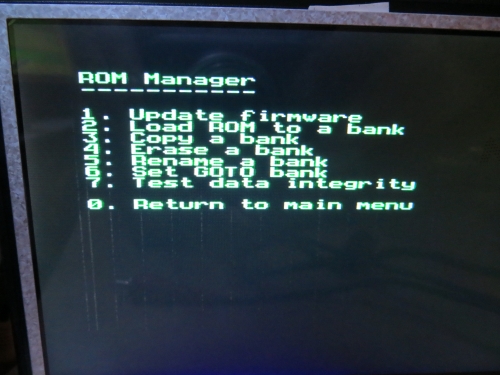 ROM Manager
-----------
1. Update firmware
2. Load ROM to a bank
3. Copy a bank
4. Erase a bank
5. Rename a bank
6. Set GOTO bank
7. Test data integrity
0. Return to main menu